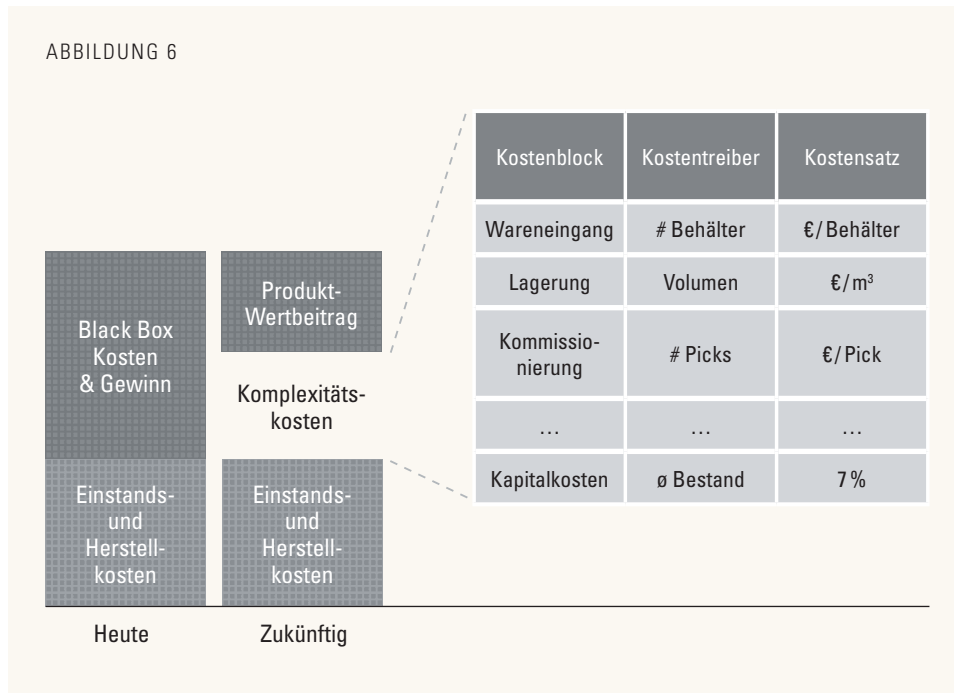 ABBILDUNG 6
Black Box
Kosten
& Gewinn
Einstands-
und
Herstell-
kosten
Heute
Produkt-
Wertbeitrag
Komplexitäts-
kosten
Einstands-
und
Herstell-
kosten
Zukünftig
Kostenblock Kostentreiber Kostensatz
Wareneingang # Behälter €/Behälter
Lagerung Volumen €/m³
Kommissio-
nierung # Picks €/Pick
... ... ...
Kapitalkosten ø Bestand 7 %